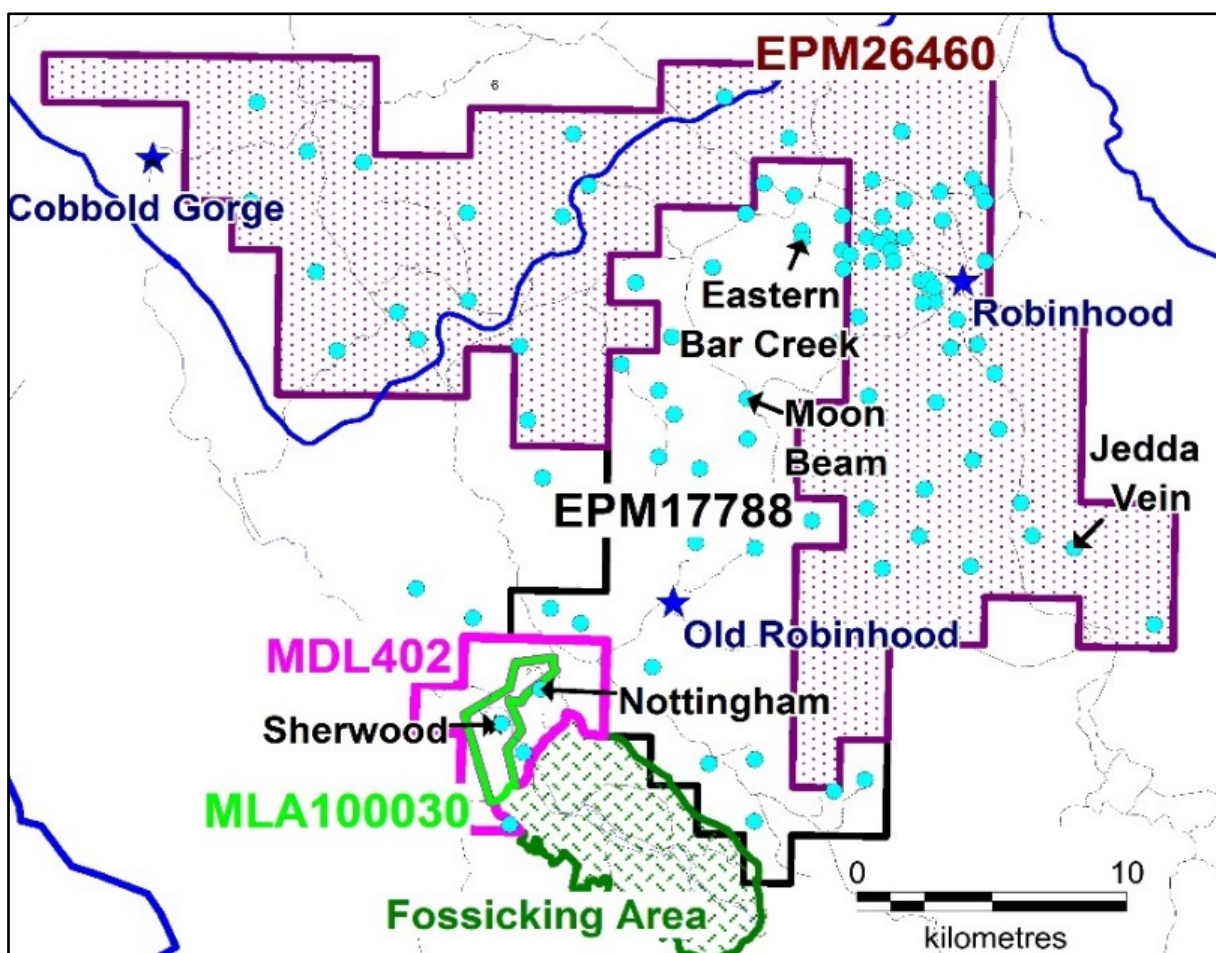 EPM26460
6
Cobbold Gorge
Eastern
Bar Creek
Robinhood
Moon
Beam
Jedda
Vein
EPM17788
Old Robinhood
MDL402
Nottingham
Sherwood
MLA100030
Fossicking Area
0 10
kilometres